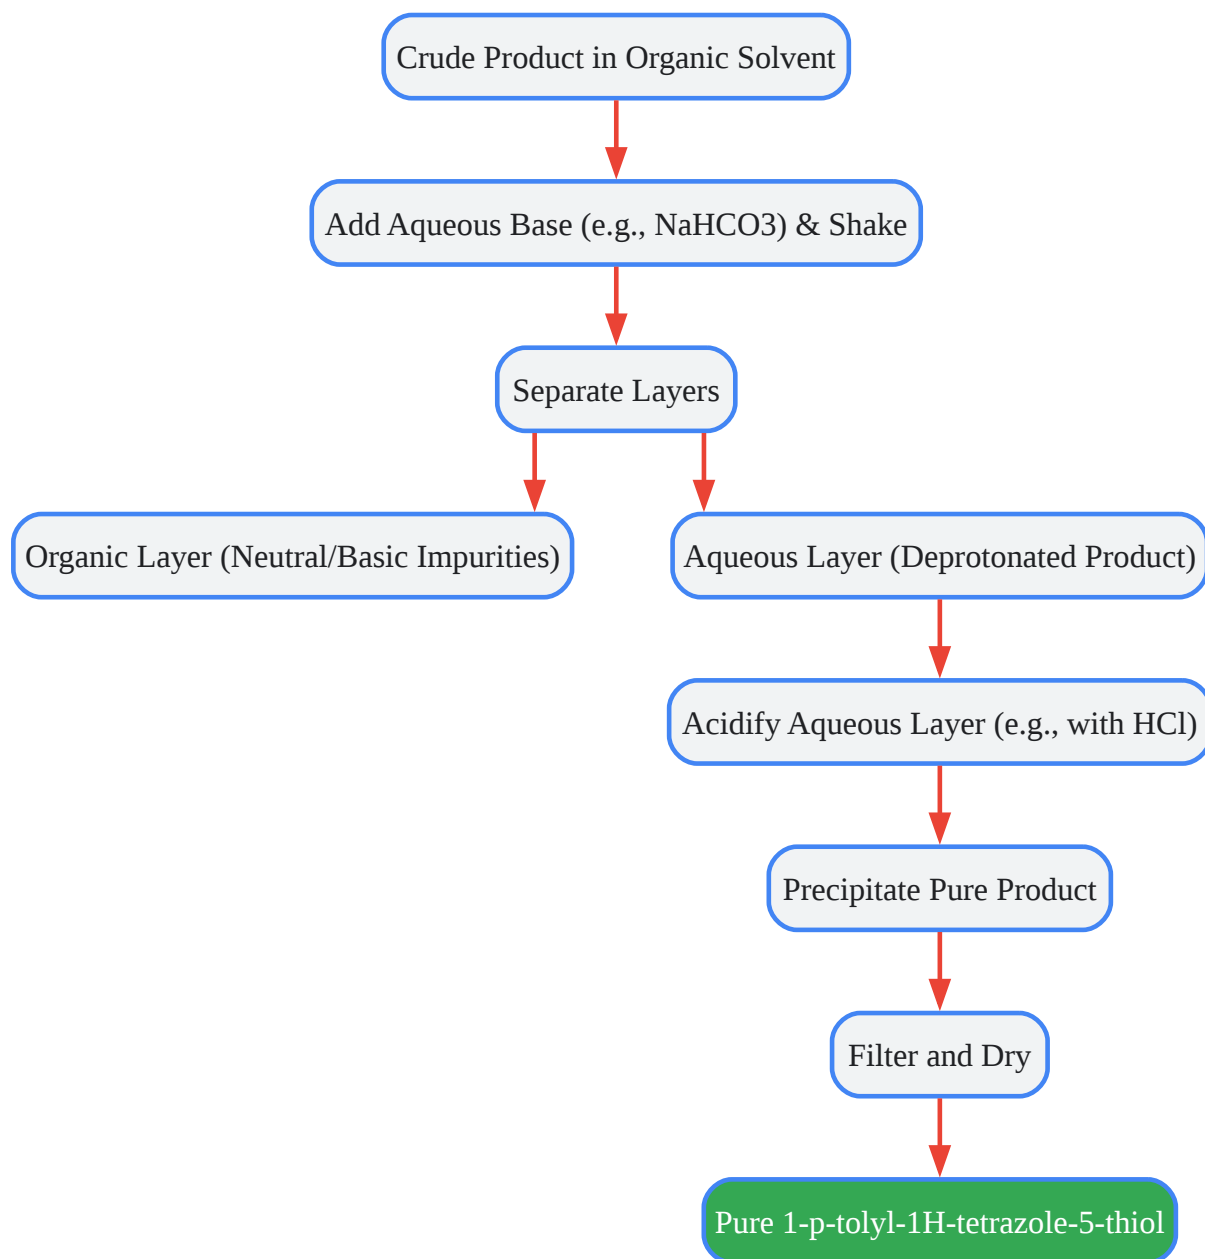 Crude Product in Organic Solvent
Add Aqueous Base (e.g., NaHCO3) & Shake
Separate Layers
Organic Layer (Neutral/Basic Impurities)
Aqueous Layer (Deprotonated Product)
Acidify Aqueous Layer (e.g., with HCl)
Precipitate Pure Product
Filter and Dry
Pure 1-p-tolyl-1H-tetrazole-5-thiol